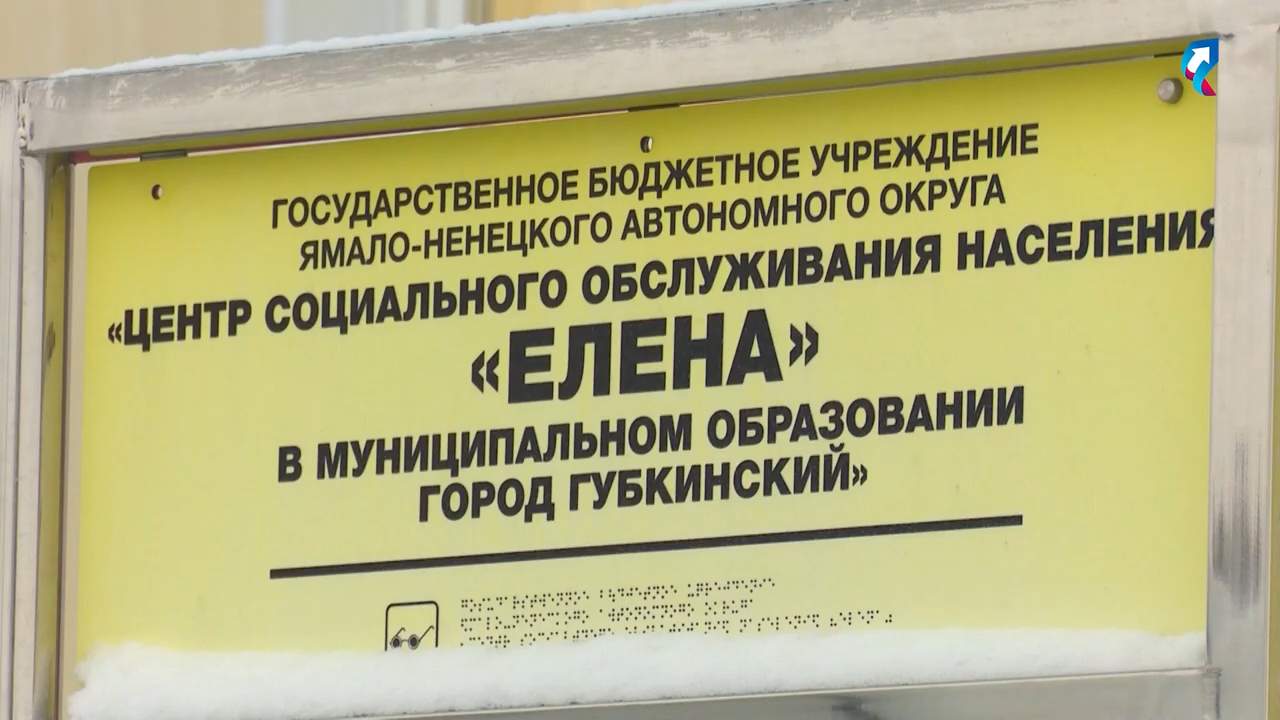 ГОСУДАРСТВЕННОЕ БЮДЖЕТНОЕ УЧРЕЖДЕНИЕ
ЯМАЛО-НЕНЕЦКОГО АВТОНОМНОГО ОКРУГА
«ЦЕНТР СОЦИАЛЬНОГО ОБСЛУЖИВАНИЯ НАСЕЛЕНИЯ
«ЕЛЕНА»
В МУНИЦИПАЛЬНОМ ОБРАЗОВАНИИ
ГОРОД ГУБКИНСКИЙ»